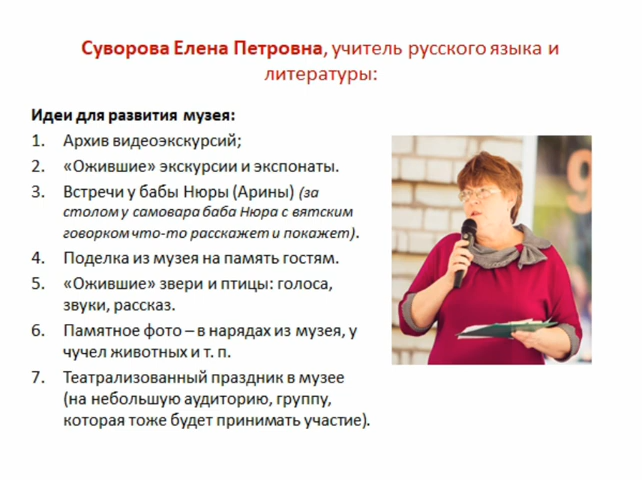 Суворова Елена Петровна, учитель русского языка и
литературы:
Идеи для развития музея:
1. Архив видеоэкскурсий;
2. «Ожившие» экскурсии и экспонаты.
3. Встречи у бабы Нюры (Арины) (за
столом у самовара баба Нюра с вятским
говорком что-то расскажет и покажет).
4. Поделка из музея на память гостям.
5. «Ожившие» звери и птицы: голоса,
звуки, рассказ.
6. Памятное фото – в нарядах из музея, у
чучел животных и т. п.
7. Театрализованный праздник в музее
(на небольшую аудиторию, группу,
которая тоже будет принимать участие).
9